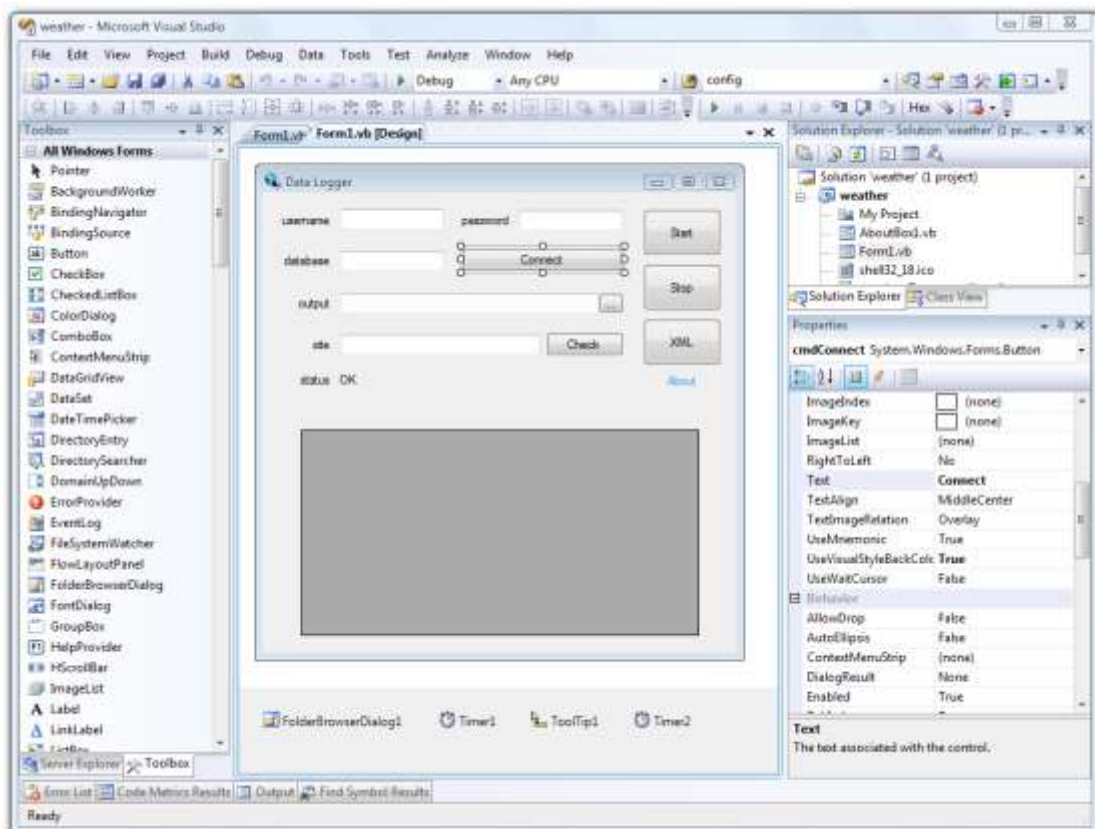 weather - Microsoft Visual Studio
File Edit View Project Build Debug Data Tools Test Analyze Window Help
Debug Any CPU config
Hex
Toolbox
All Windows Forms
Pointer
BackgroundWorker
BindingNavigator
BindingSource
Button
CheckBox
CheckedListBox
ColorDialog
ComboBox
ContextMenuStrip
DataGridView
DataSet
DateTimePicker
DirectoryEntry
DirectorySearcher
DomainUpDown
ErrorProvider
EventLog
FileSystemWatcher
FlowLayoutPanel
FolderBrowserDialog
FontDialog
GroupBox
HelpProvider
HScrollBar
ImageList
Label
LinkLabel
ListBox
Server Explorer Toolbox
Form1.vb Form1.vb [Design]
Data Logger
username password Start
database Connect
Stop
output ...
site Check XML
status OK About
FolderBrowserDialog1 Timer1 ToolTip1 Timer2
Solution Explorer - Solution 'weather' (1 pr...
Solution 'weather' (1 project)
weather
My Project
AboutBox1.vb
Form1.vb
shell32_18.ico
Solution Explorer Class View
Properties
cmdConnect System.Windows.Forms.Button
ImageIndex (none)
ImageKey (none)
ImageList (none)
RightToLeft No
Text Connect
TextAlign MiddleCenter
TextImageRelation Overlay
UseMnemonic True
UseVisualStyleBackColo True
UseWaitCursor False
Behavior
AllowDrop False
AutoEllipsis False
ContextMenuStrip (none)
DialogResult None
Enabled True
Text
The text associated with the control.
Error List Code Metrics Results Output Find Symbol Results
Ready